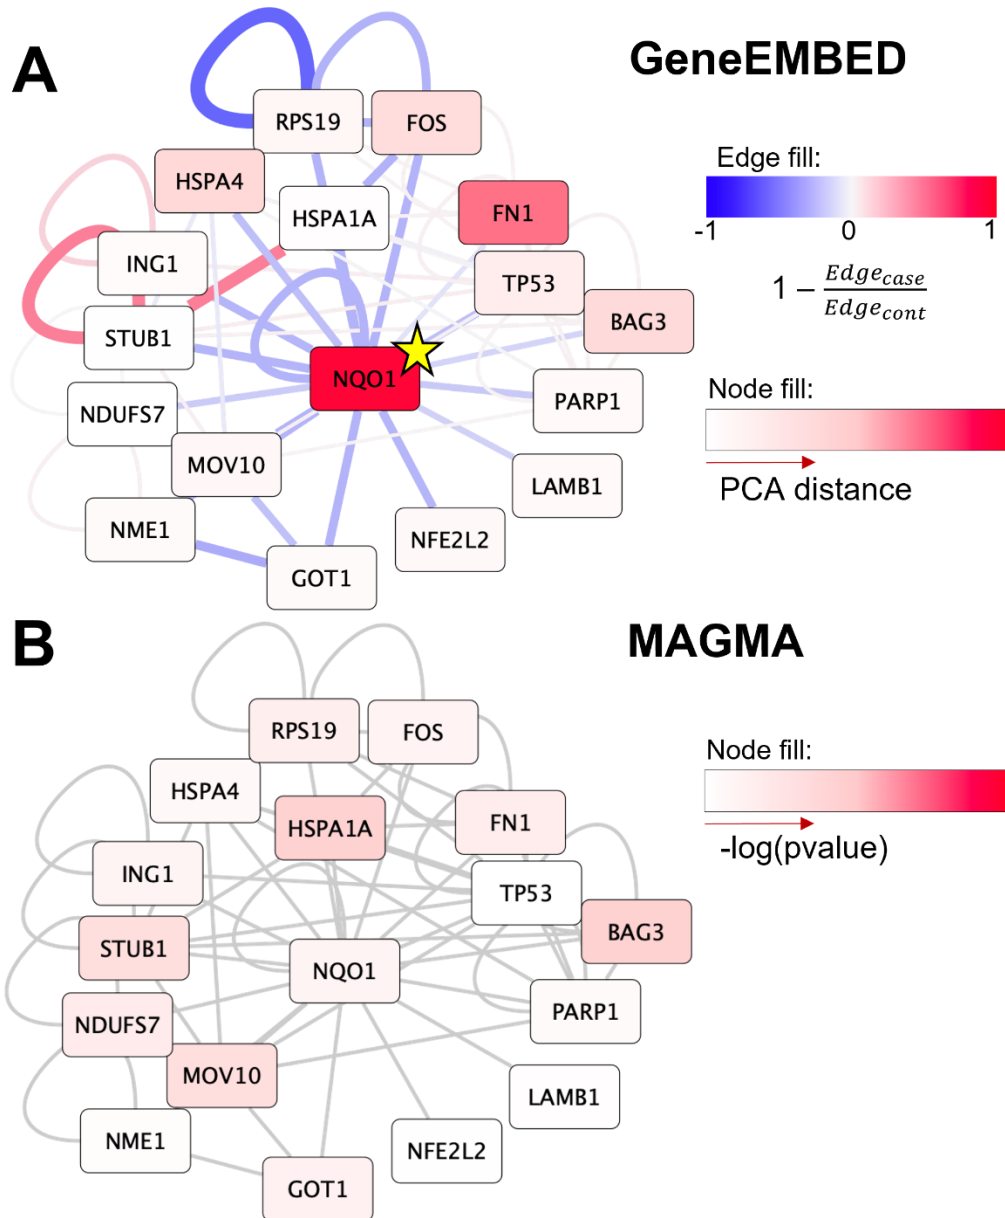 A
GeneEMBED
RPS19
FOS
HSPA4
HSPA1A
FN1
ING1
TP53
STUB1
BAG3
NQO1
NDUFS7
PARP1
MOV10
LAMB1
NME1
NFE2L2
GOT1
Edge fill:
-1 0 1
1 − Edge_case / Edge_cont
Node fill:
PCA distance
B
MAGMA
RPS19
FOS
HSPA4
HSPA1A
FN1
ING1
TP53
STUB1
BAG3
NQO1
NDUFS7
PARP1
MOV10
LAMB1
NME1
NFE2L2
GOT1
Node fill:
-log(pvalue)